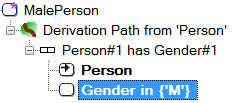 MalePerson
Derivation Path from 'Person'
Person#1 has Gender#1
Person
Gender in {'M'}